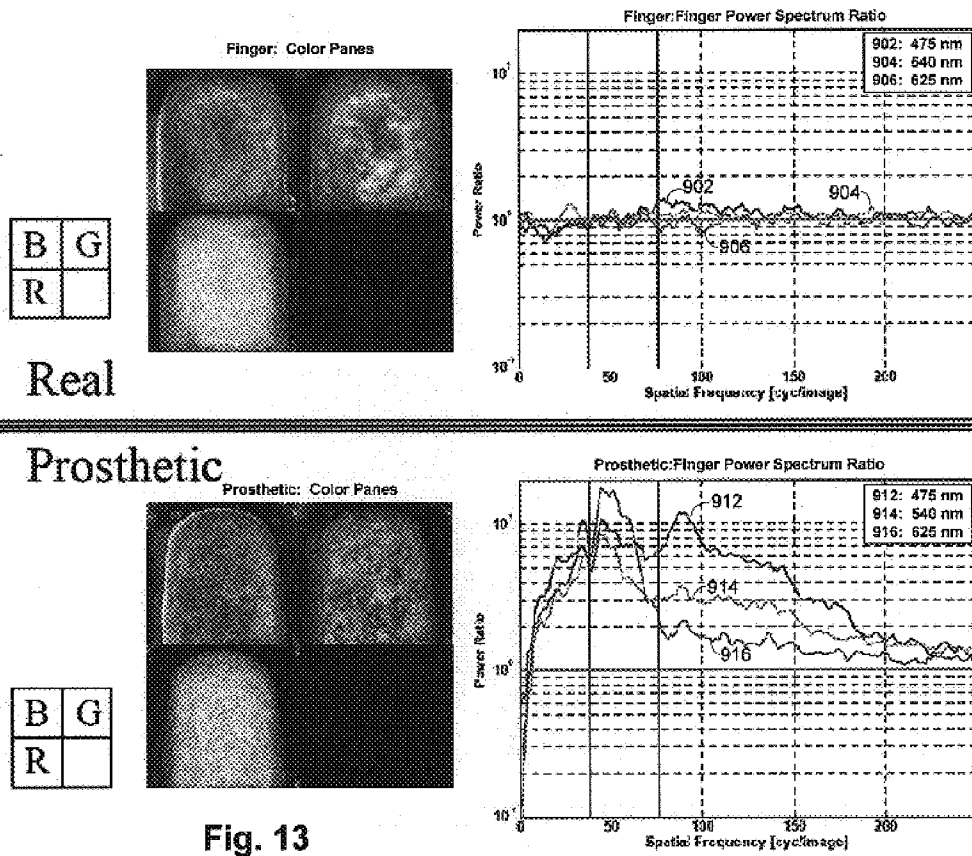 Finger: Color Panes
B G
R
Real
Finger:Finger Power Spectrum Ratio
902: 475 nm
904: 540 nm
906: 625 nm
10¹
10⁰
10⁻¹
Power Ratio
902
904
906
0 50 100 150 200
Spatial Frequency [cyc/image]
Prosthetic
Prosthetic: Color Panes
B G
R
Prosthetic:Finger Power Spectrum Ratio
912: 475 nm
914: 540 nm
916: 625 nm
10¹
10⁰
10⁻¹
Power Ratio
912
914
916
0 50 100 150 200
Spatial Frequency [cyc/image]
Fig. 13